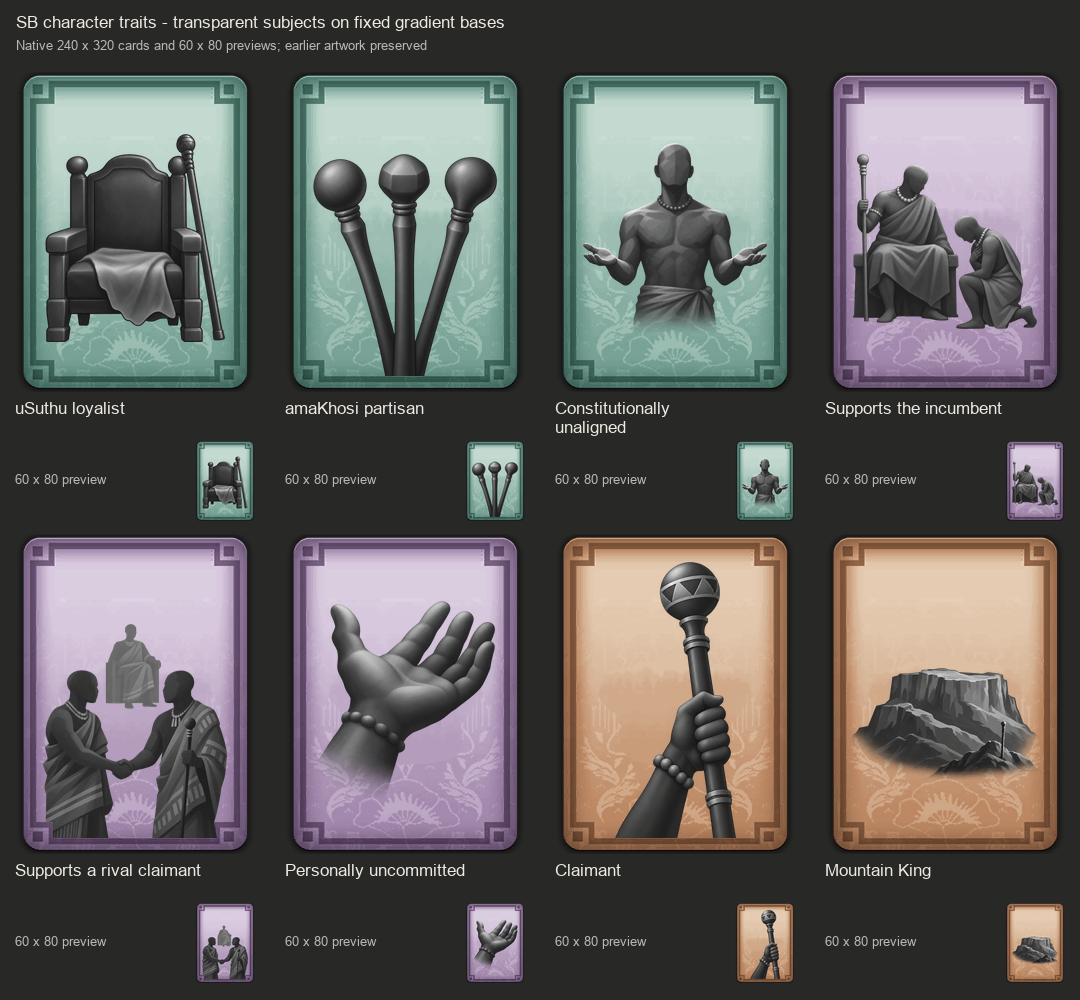 SB character traits - transparent subjects on fixed gradient bases
Native 240 x 320 cards and 60 x 80 previews; earlier artwork preserved
uSuthu loyalist
amaKhosi partisan
Constitutionally
unaligned
Supports the incumbent
60 x 80 preview
60 x 80 preview
60 x 80 preview
60 x 80 preview
Supports a rival claimant
Personally uncommitted
Claimant
Mountain King
60 x 80 preview
60 x 80 preview
60 x 80 preview
60 x 80 preview